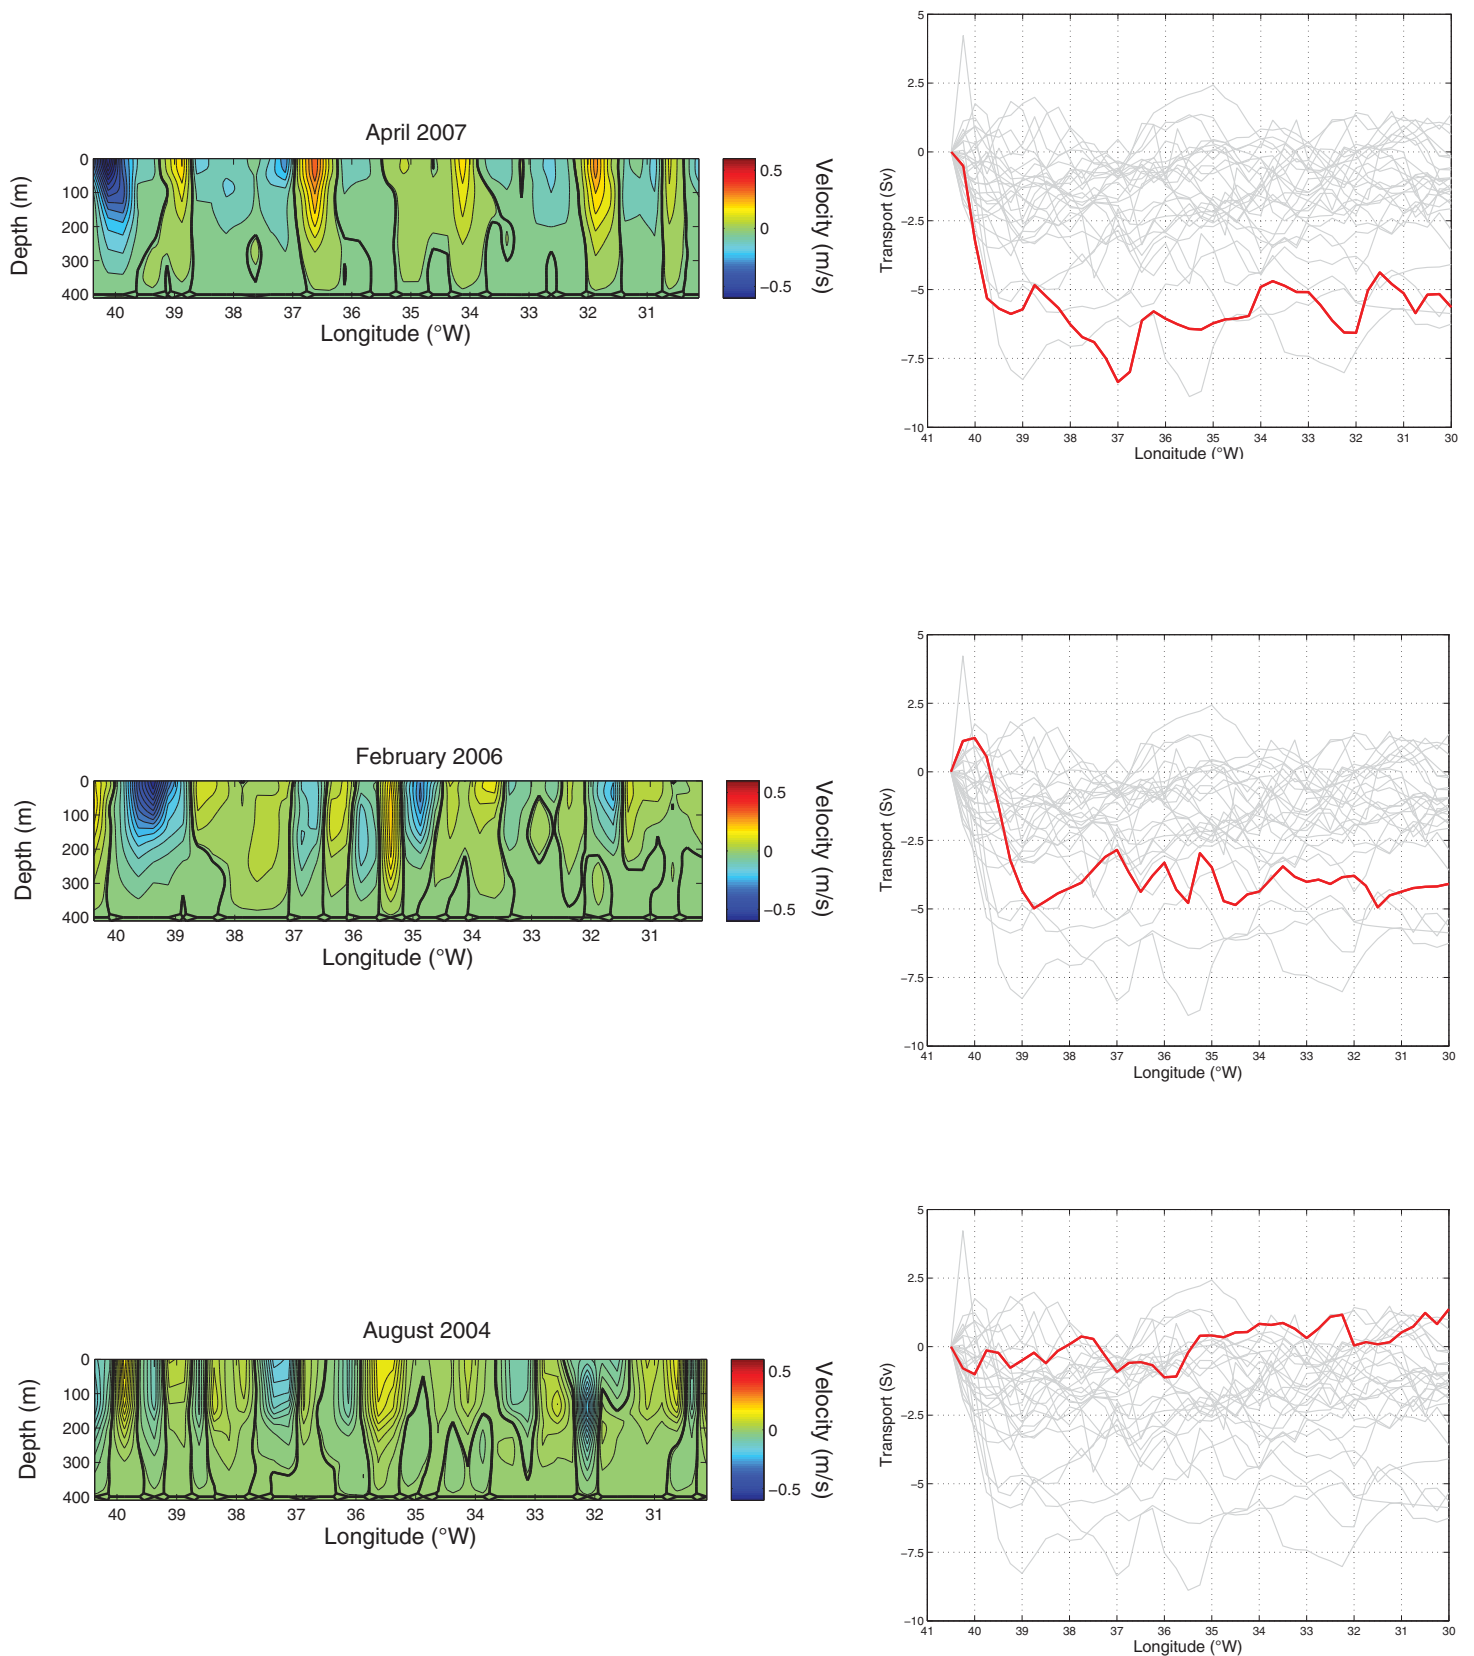 April 2007
0
100
200
300
400
Depth (m)
40 39 38 37 36 35 34 33 32 31
Longitude (°W)
0.5
0
−0.5
Velocity (m/s)
5
2.5
0
−2.5
−5
−7.5
−10
Transport (Sv)
41 40 39 38 37 36 35 34 33 32 31 30
Longitude (°W)
February 2006
0
100
200
300
400
Depth (m)
40 39 38 37 36 35 34 33 32 31
Longitude (°W)
0.5
0
−0.5
Velocity (m/s)
5
2.5
0
−2.5
−5
−7.5
−10
Transport (Sv)
41 40 39 38 37 36 35 34 33 32 31 30
Longitude (°W)
August 2004
0
100
200
300
400
Depth (m)
40 39 38 37 36 35 34 33 32 31
Longitude (°W)
0.5
0
−0.5
Velocity (m/s)
5
2.5
0
−2.5
−5
−7.5
−10
Transport (Sv)
41 40 39 38 37 36 35 34 33 32 31 30
Longitude (°W)